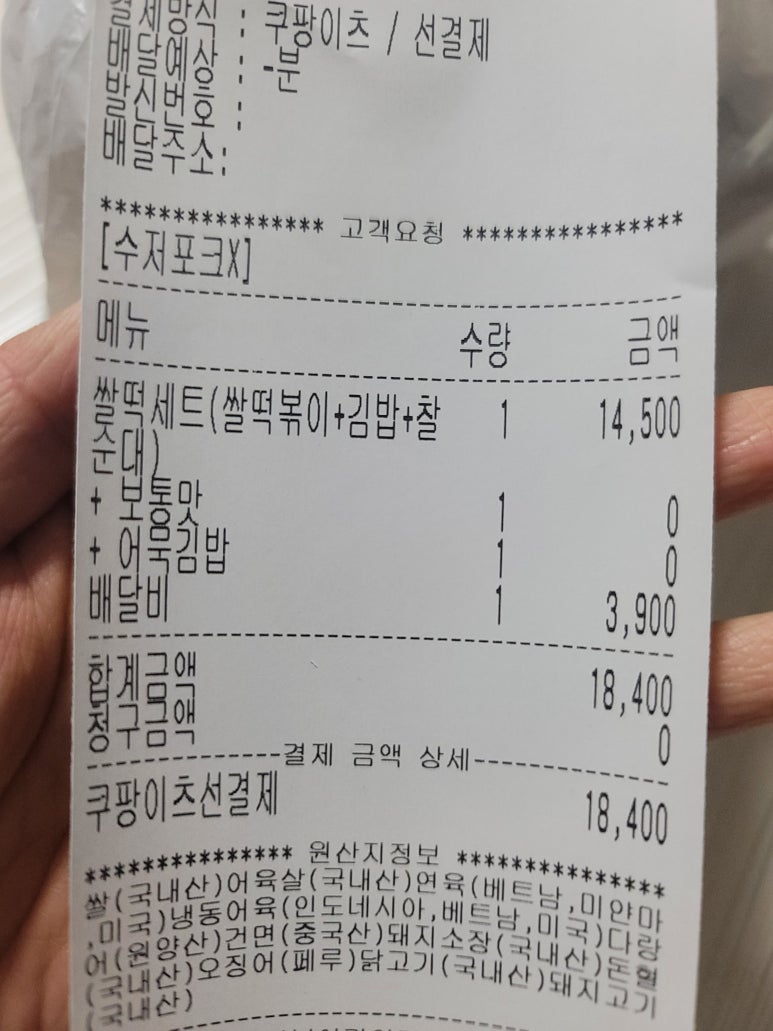 결제방식 : 쿠팡이츠 / 선결제
배달예상 : -분
발신번호 :
배달주소:
**************** 고객요청 ****************
[수저포크X]
메뉴 수량 금액
쌀떡세트(쌀떡볶이+김밥+찰 1 14,500
순대)
+ 보통맛 1 0
+ 어묵김밥 1 0
배달비 1 3,900
합계금액 18,400
청구금액 0
--------------결제 금액 상세---------------
쿠팡이츠선결제 18,400
*************** 원산지정보 ***************
쌀(국내산)어육살(국내산)연육(베트남,미얀마
,미국)냉동어육(인도네시아,베트남,미국)다랑
어(원양산)건면(중국산)돼지소장(국내산)돈혈
(국내산)오징어(페루)닭고기(국내산)돼지고기
(국내산)